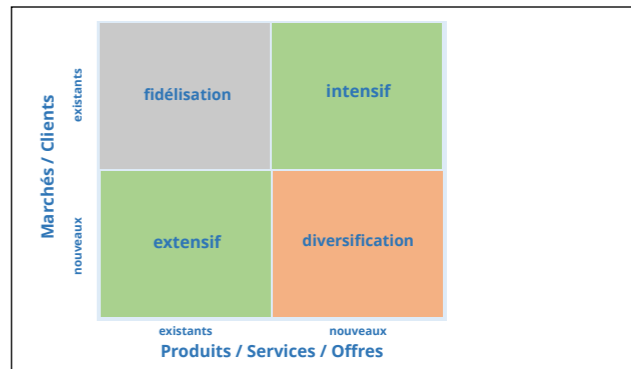 Marchés / Clients
existants
nouveaux
fidélisation
intensif
extensif
diversification
existants
nouveaux
Produits / Services / Offres